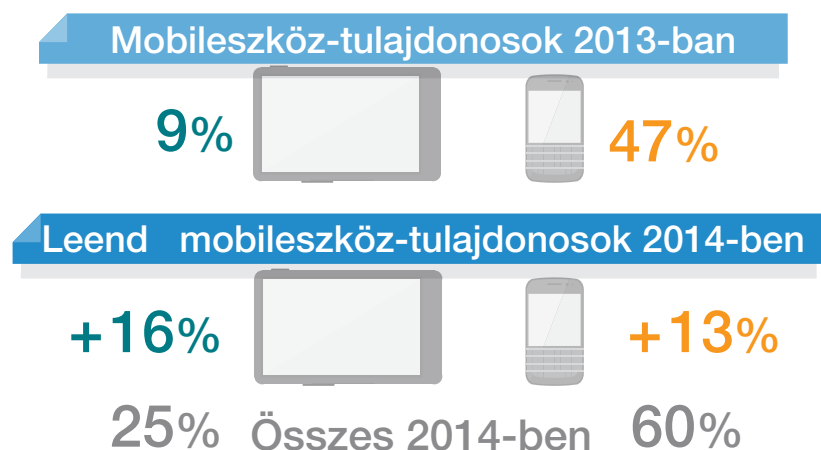 Mobileszköz-tulajdonosok 2013-ban
9% 47%
Leend mobileszköz-tulajdonosok 2014-ben
+16% +13%
25% Összes 2014-ben 60%